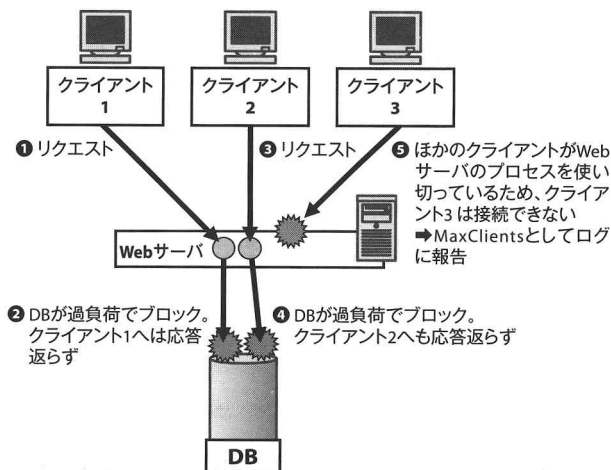 クライアント
1
クライアント
2
クライアント
3
❶ リクエスト
❸ リクエスト
❺ ほかのクライアントがWeb
サーバのプロセスを使い
切っているため、クライア
ント3 は接続できない
➡MaxClientsとしてログ
に報告
Webサーバ
❷ DBが過負荷でブロック。
クライアント1へは応答
返らず
❹ DBが過負荷でブロック。
クライアント2へも応答返らず
DB